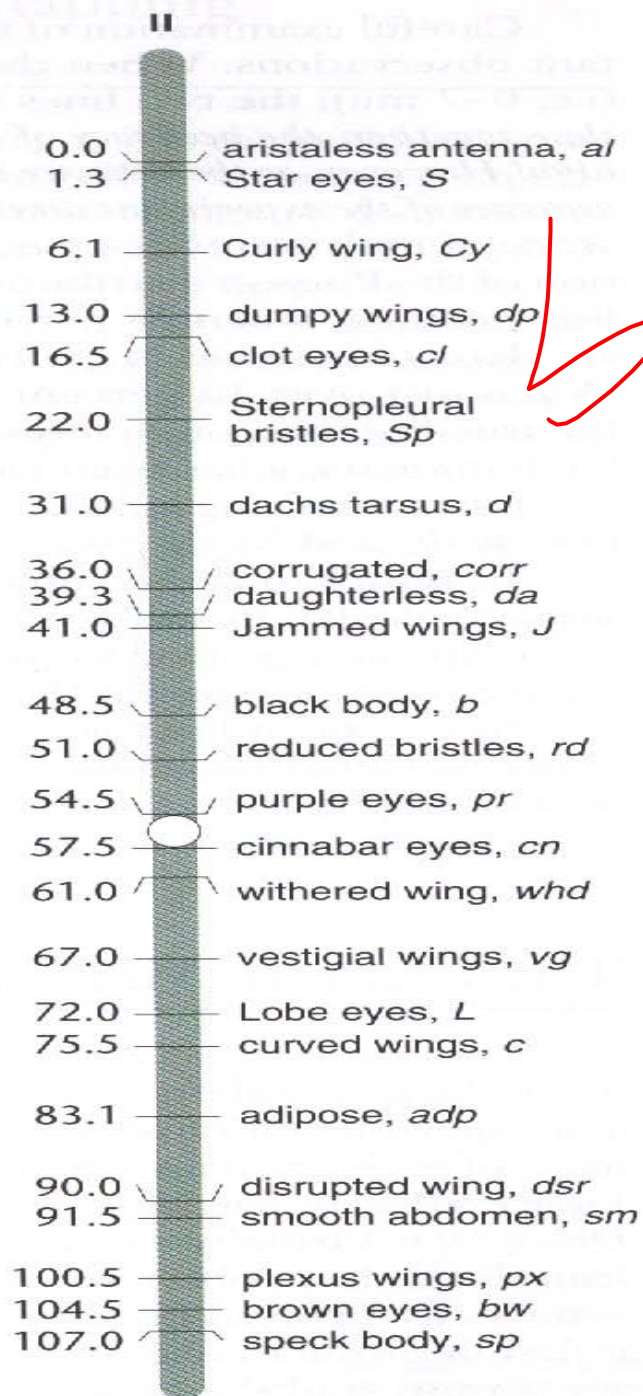 II
0.0 aristaless antenna, al
1.3 Star eyes, S
6.1 Curly wing, Cy
13.0 dumpy wings, dp
16.5 clot eyes, cl
22.0 Sternopleural
bristles, Sp
31.0 dachs tarsus, d
36.0 corrugated, corr
39.3 daughterless, da
41.0 Jammed wings, J
48.5 black body, b
51.0 reduced bristles, rd
54.5 purple eyes, pr
57.5 cinnabar eyes, cn
61.0 withered wing, whd
67.0 vestigial wings, vg
72.0 Lobe eyes, L
75.5 curved wings, c
83.1 adipose, adp
90.0 disrupted wing, dsr
91.5 smooth abdomen, sm
100.5 plexus wings, px
104.5 brown eyes, bw
107.0 speck body, sp